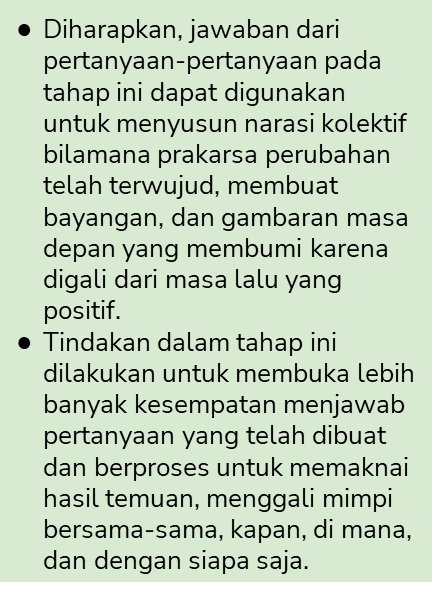 ● Diharapkan, jawaban dari
pertanyaan-pertanyaan pada
tahap ini dapat digunakan
untuk menyusun narasi kolektif
bilamana prakarsa perubahan
telah terwujud, membuat
bayangan, dan gambaran masa
depan yang membumi karena
digali dari masa lalu yang
positif.
● Tindakan dalam tahap ini
dilakukan untuk membuka lebih
banyak kesempatan menjawab
pertanyaan yang telah dibuat
dan berproses untuk memaknai
hasil temuan, menggali mimpi
bersama-sama, kapan, di mana,
dan dengan siapa saja.